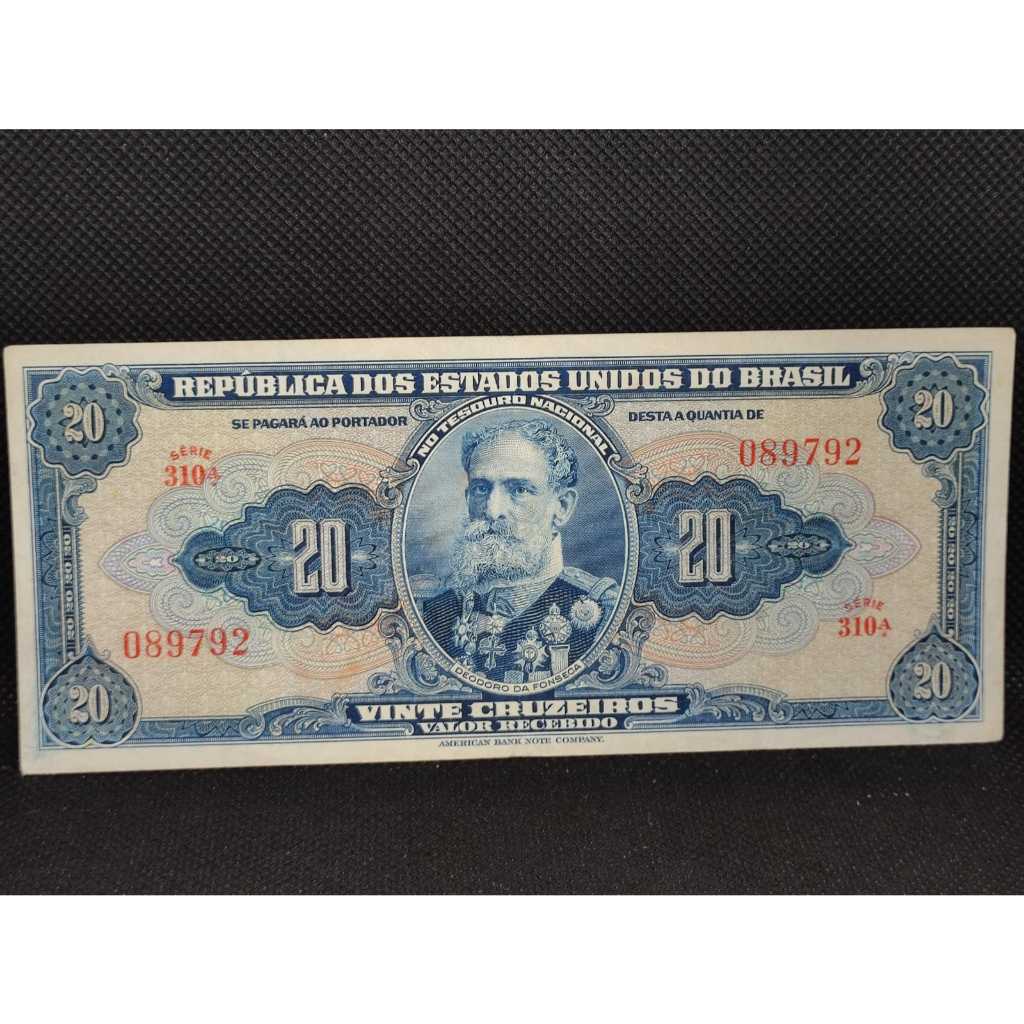 REPÚBLICA DOS ESTADOS UNIDOS DO BRASIL
20
20
SE PAGARÁ AO PORTADOR
NO TESOURO NACIONAL
DESTA A QUANTIA DE
SÉRIE
310A
089792
20
20
20
20
089792
SÉRIE
310A
DEODORO DA FONSECA
20
20
VINTE CRUZEIROS
VALOR RECEBIDO
AMERICAN BANK NOTE COMPANY.